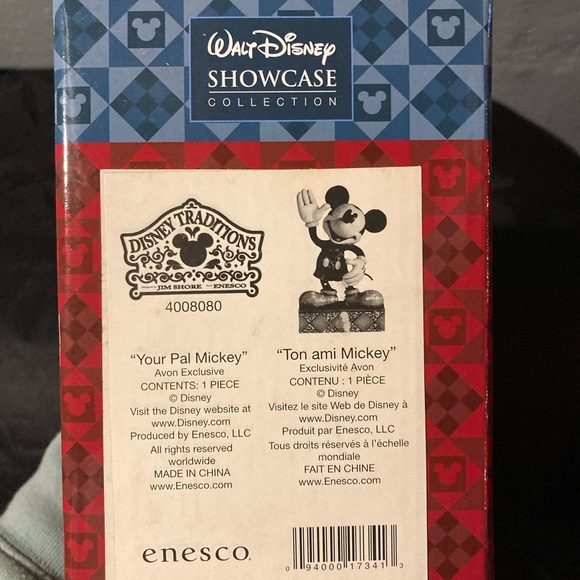 WALT DISNEY
SHOWCASE
COLLECTION
DISNEY TRADITIONS
Designed by JIM SHORE from ENESCO
4008080
"Your Pal Mickey"
Avon Exclusive
CONTENTS: 1 PIECE
© Disney
Visit the Disney website at
www.Disney.com
Produced by Enesco, LLC
All rights reserved
worldwide
MADE IN CHINA
www.Enesco.com
"Ton ami Mickey"
Exclusivité Avon
CONTENU : 1 PIÈCE
© Disney
Visitez le site Web de Disney à
www.Disney.com
Produit par Enesco, LLC
Tous droits réservés à l'échelle
mondiale
FAIT EN CHINE
www.Enesco.com
enesco.
0 94000 17341 3